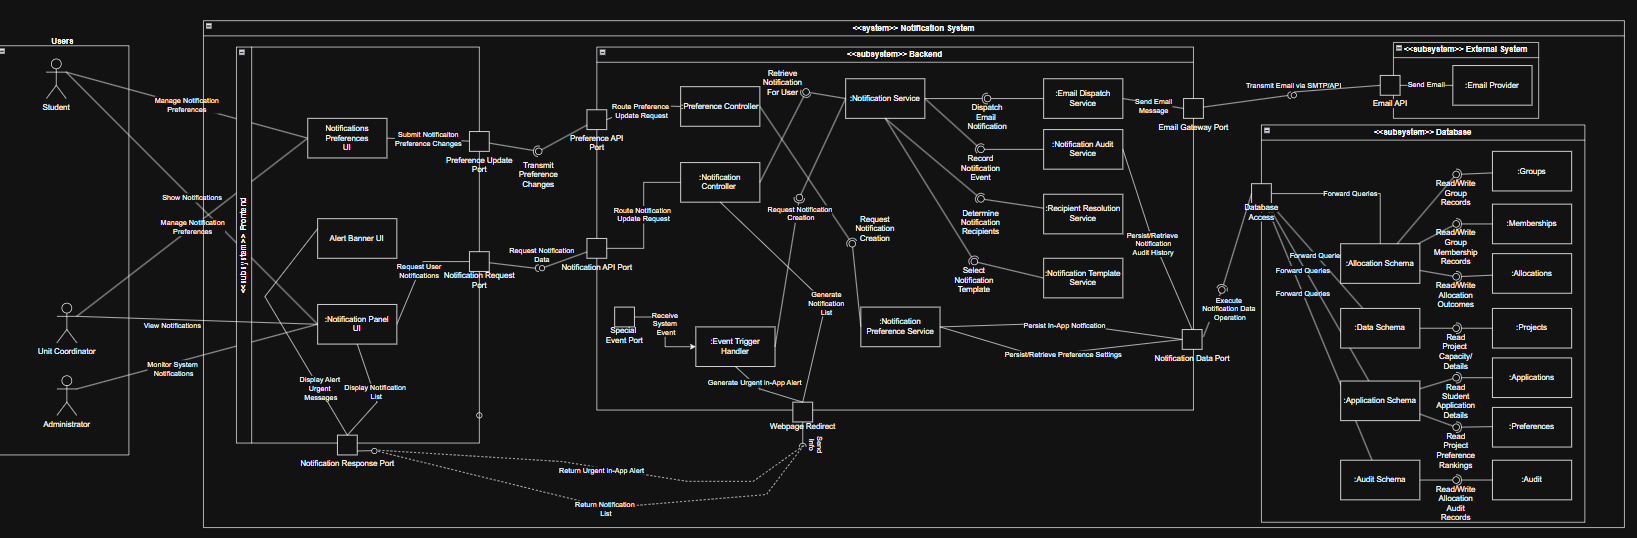 <<system>> Notification System
Users
Student
Unit Coordinator
Administrator
Manage Notification
Preferences
Show Notifications
Manage Notification
Preferences
View Notifications
Monitor System
Notifications
<<subsystem>> Frontend
Notifications
Preferences
UI
Alert Banner UI
:Notification Panel
UI
Submit Notificaiton
Preference Changes
Preference Update
Port
Request User
Notifications
Notification Request
Port
Display Alert
Urgent
Messages
Display Notification
List
Notification Response Port
Transmit
Preference
Changes
Request Notification
Data
Return Urgent in-App Alert
Return Notification
List
<<subsystem>> Backend
Preference API
Port
Route Preference
Update Request
:Preference Controller
Notification API Port
Route Notification
Update Request
:Notification
Controller
Retrieve
Notification
For User
:Notification Service
Request Notification
Creation
Request
Notification
Creation
Special
Event Port
Receive
System
Event
:Event Trigger
Handler
Generate
Notification
List
Generate Urgent in-App Alert
Webpage Redirect
Send
Info
:Notification
Preference Service
Dispatch
Email
Notification
:Email Dispatch
Service
Record
Notification
Event
:Notification Audit
Service
Determine
Notification
Recipients
:Recipient Resolution
Service
Select
Notification
Template
:Notification Template
Service
Send Email
Message
Email Gateway Port
Persist/Retrieve
Notification
Audit History
Persist In-App Notification
Persist/Retrieve Preference Settings
Notification Data Port
Execute
Notification Data
Operation
Transmit Email via SMTP/API
<<subsystem>> External System
Email API
Send Email
:Email Provider
<<subsystem>> Database
Database
Access
Forward Queries
Forward Querie
Forward Queries
Forward Queries
:Allocation Schema
:Data Schema
:Application Schema
:Audit Schema
Read/Write
Group
Records
:Groups
Read/Write
Group
Membership
Records
:Memberships
Read/Write
Allocation
Outcomes
:Allocations
Read
Project
Capacity/
Details
:Projects
Read
Student
Application
Details
:Applications
Read
Project
Preference
Rankings
:Preferences
Read/Write
Allocation
Audit
Records
:Audit